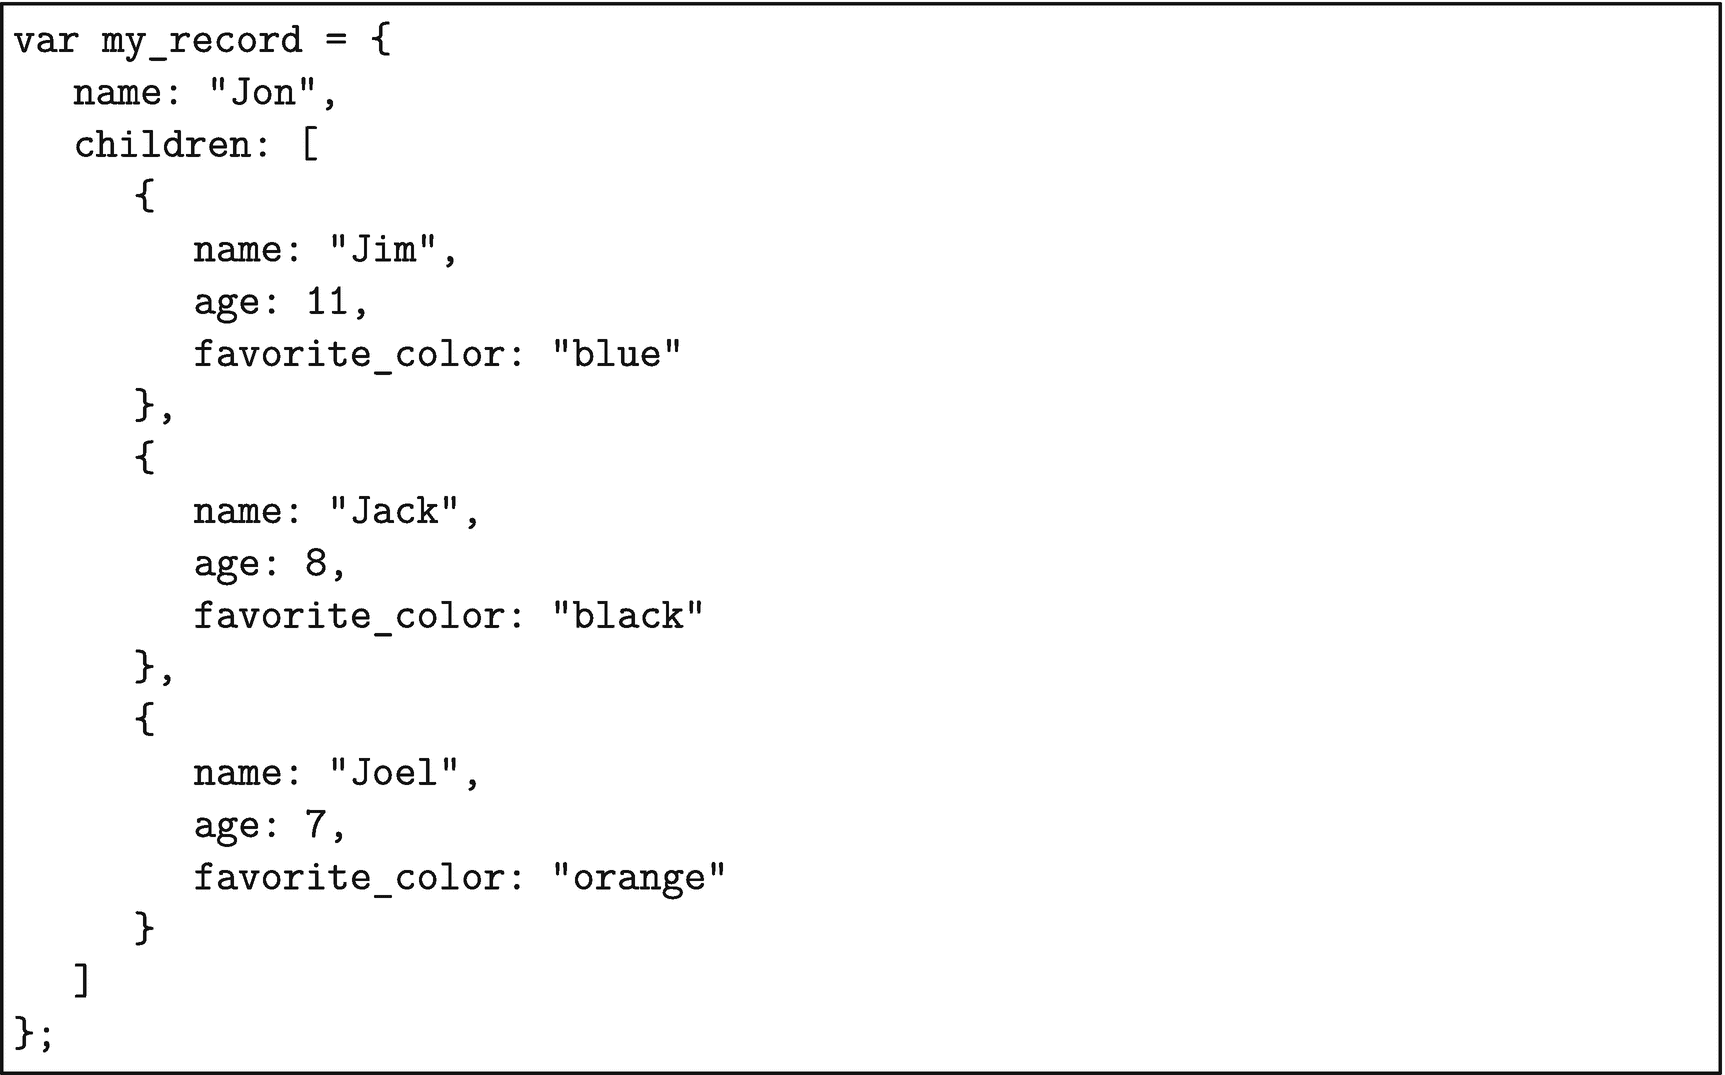 var my_record = {
   name: "Jon",
   children: [
      {
         name: "Jim",
         age: 11,
         favorite_color: "blue"
      },
      {
         name: "Jack",
         age: 8,
         favorite_color: "black"
      },
      {
         name: "Joel",
         age: 7,
         favorite_color: "orange"
      }
   ]
};